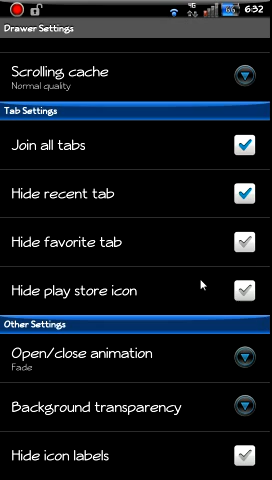 4G
6:32
Drawer Settings
Scrolling cache
Normal quality
Tab Settings
Join all tabs
Hide recent tab
Hide favorite tab
Hide play store icon
Other Settings
Open/close animation
Fade
Background transparency
Hide icon labels